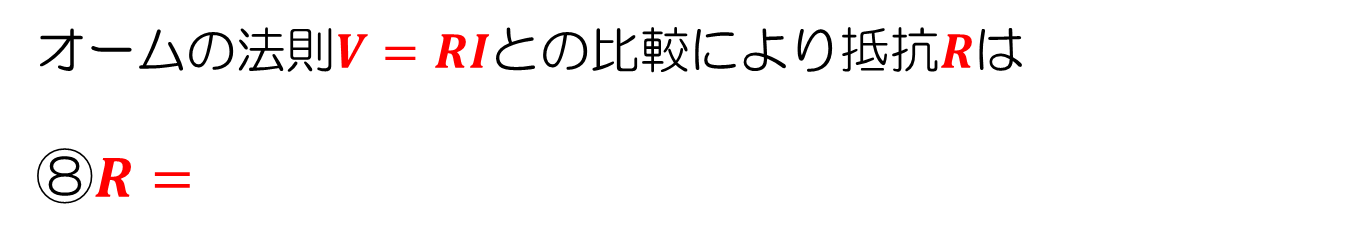 オームの法則V = RIとの比較により抵抗Rは
⑧R =